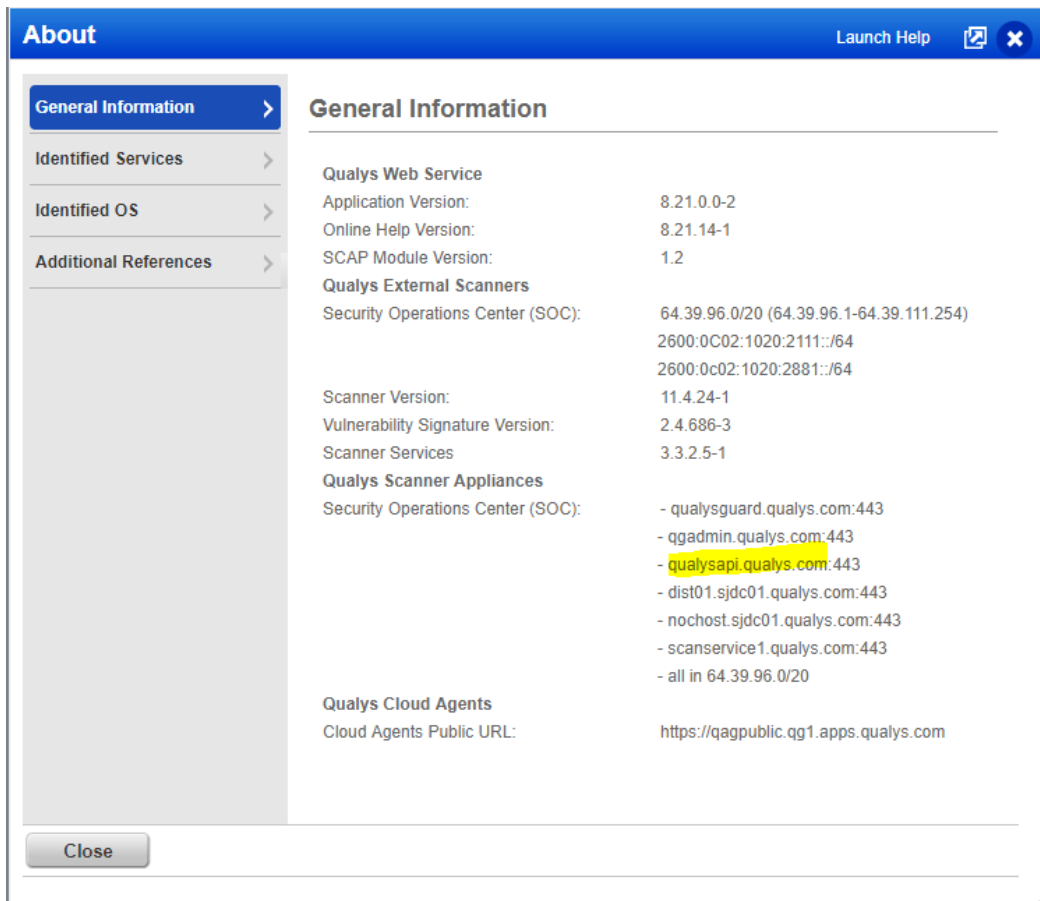 About
Launch Help
General Information
Identified Services
Identified OS
Additional References
General Information
Qualys Web Service
Application Version: 8.21.0.0-2
Online Help Version: 8.21.14-1
SCAP Module Version: 1.2
Qualys External Scanners
Security Operations Center (SOC): 64.39.96.0/20 (64.39.96.1-64.39.111.254)
2600:0C02:1020:2111::/64
2600:0c02:1020:2881::/64
Scanner Version: 11.4.24-1
Vulnerability Signature Version: 2.4.686-3
Scanner Services 3.3.2.5-1
Qualys Scanner Appliances
Security Operations Center (SOC): - qualysguard.qualys.com:443
- qgadmin.qualys.com:443
- qualysapi.qualys.com:443
- dist01.sjdc01.qualys.com:443
- nochost.sjdc01.qualys.com:443
- scanservice1.qualys.com:443
- all in 64.39.96.0/20
Qualys Cloud Agents
Cloud Agents Public URL: https://qagpublic.qg1.apps.qualys.com
Close